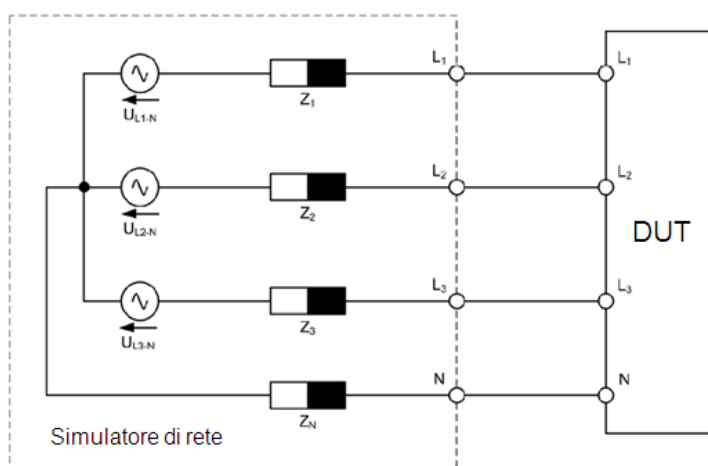 L1
L1
UL1-N
Z1
L2
L2
UL2-N
Z2
DUT
L3
L3
UL3-N
Z3
N
N
ZN
Simulatore di rete